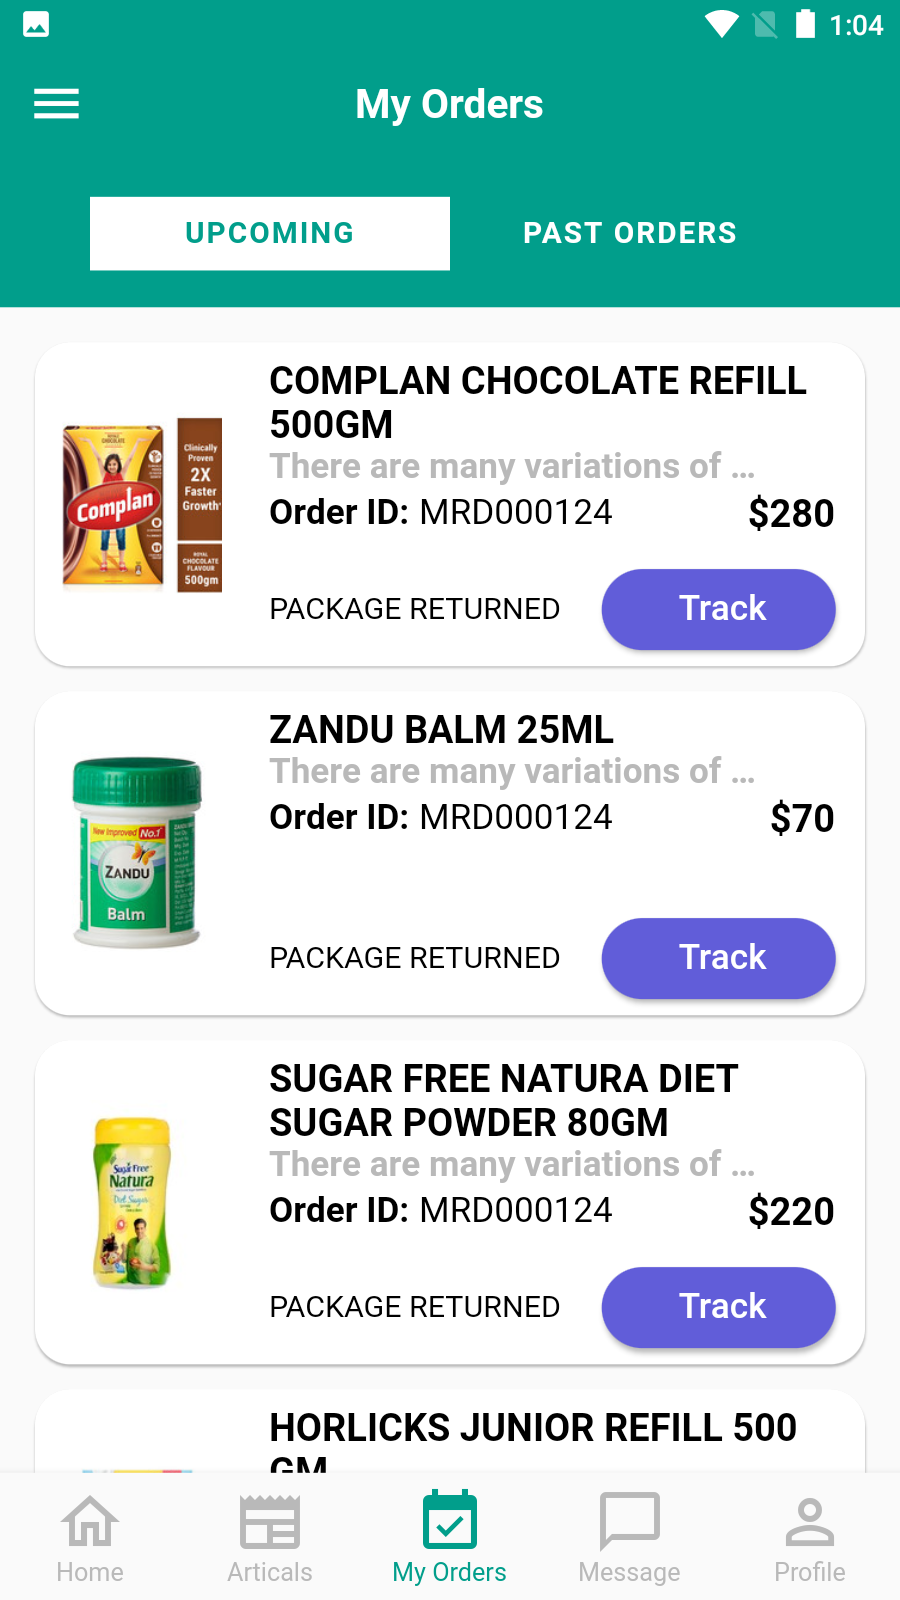 1:04
My Orders
UPCOMING
PAST ORDERS
COMPLAN CHOCOLATE REFILL
500GM
There are many variations of ...
Order ID: MRD000124
$280
PACKAGE RETURNED
Track
Complan
Clinically
Proven
2X
Faster
Growth*
ROYAL
CHOCOLATE
FLAVOUR
500gm
ZANDU BALM 25ML
There are many variations of ...
Order ID: MRD000124
$70
PACKAGE RETURNED
Track
New Improved No.1
ZANDU
Balm
SUGAR FREE NATURA DIET
SUGAR POWDER 80GM
There are many variations of ...
Order ID: MRD000124
$220
PACKAGE RETURNED
Track
Sugar Free
Natura
Diet Sugar
HORLICKS JUNIOR REFILL 500
GM
Home
Articals
My Orders
Message
Profile